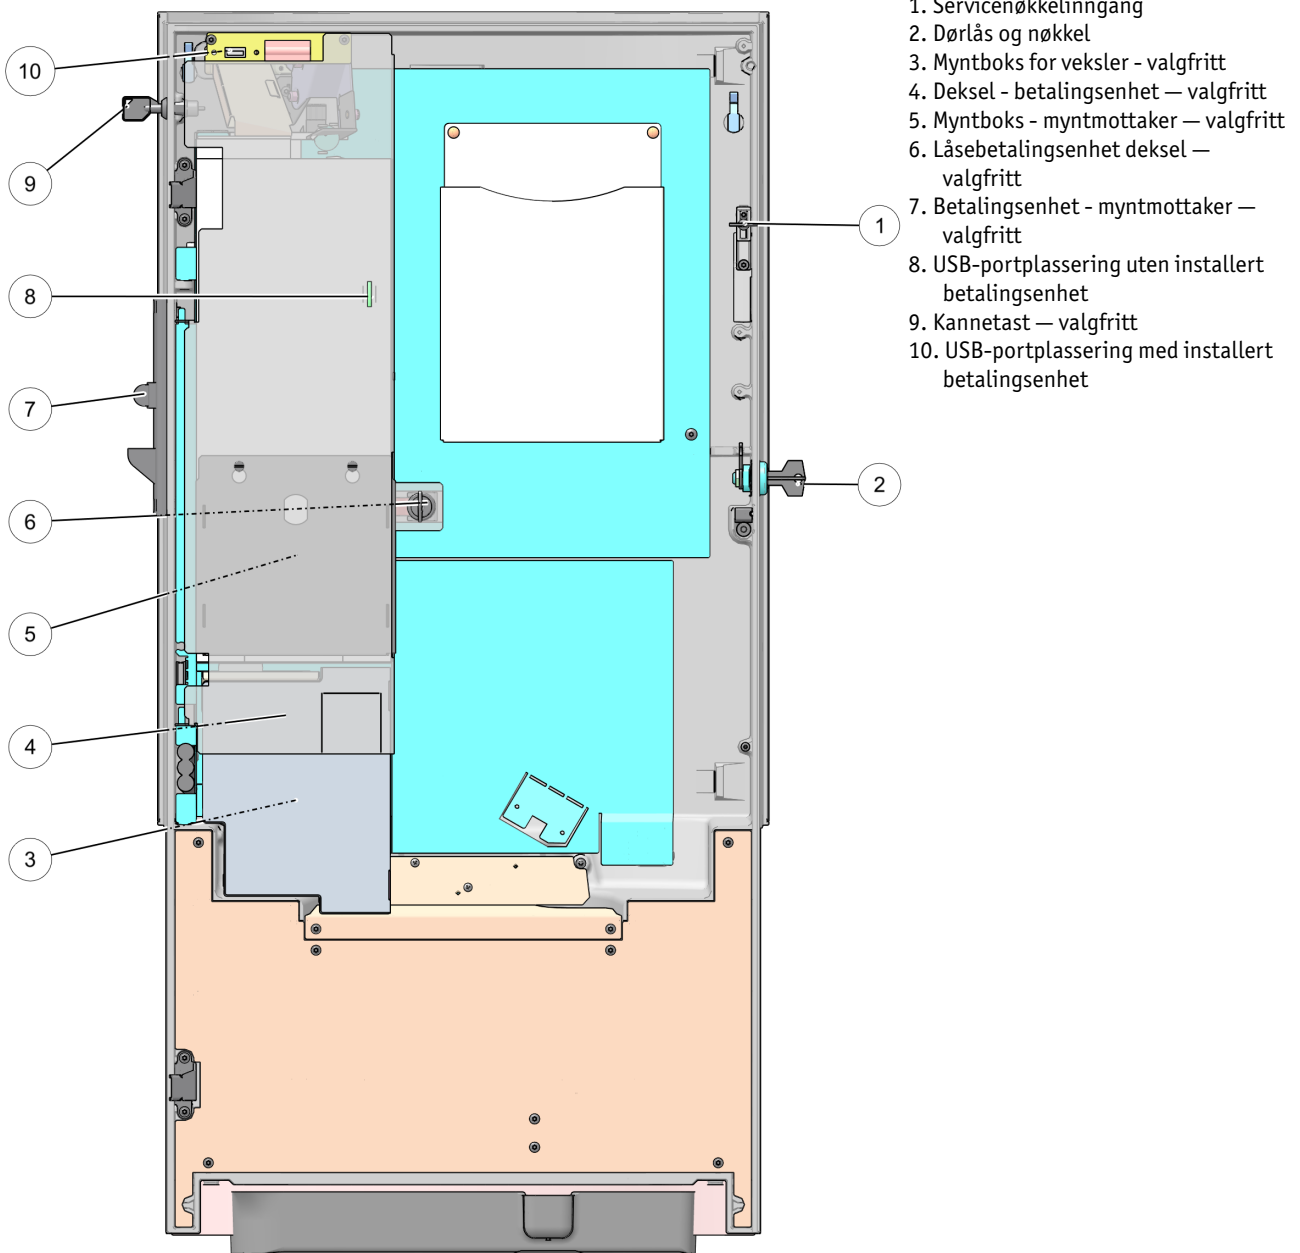 1. Servicenøkkelinngang
2. Dørlås og nøkkel
3. Myntboks for veksler - valgfritt
4. Deksel - betalingsenhet — valgfritt
5. Myntboks - myntmottaker — valgfritt
6. Låsebetalingsenhet deksel —
valgfritt
7. Betalingsenhet - myntmottaker —
valgfritt
8. USB-portplassering uten installert
betalingsenhet
9. Kannetast — valgfritt
10. USB-portplassering med installert
betalingsenhet
10
9
8
7
6
5
4
3
1
2